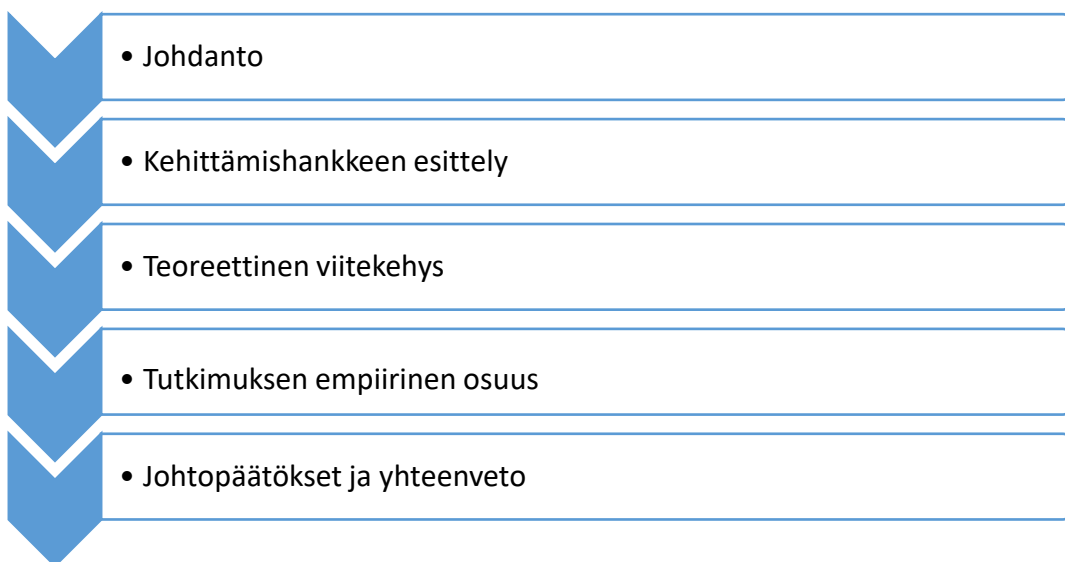 • Johdanto
• Kehittämishankkeen esittely
• Teoreettinen viitekehys
• Tutkimuksen empiirinen osuus
• Johtopäätökset ja yhteenveto